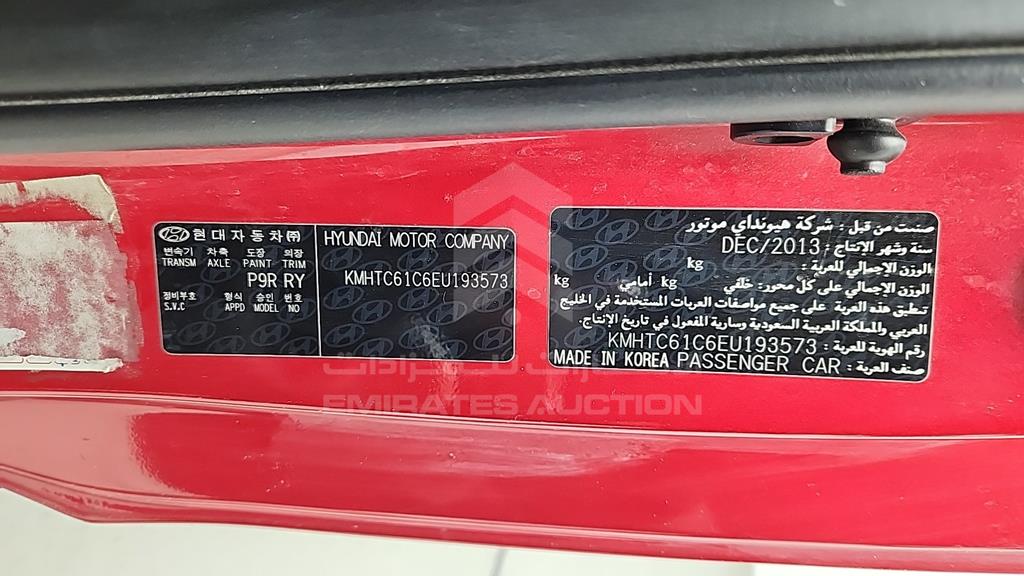 현대자동차㈜
변속기 차축 도장 의장
TRANSM AXLE PAINT TRIM
P9R RY
정비부호 형식 승인 번호
S.V.C APPD MODEL NO
HYUNDAI MOTOR COMPANY
KMHTC61C6EU193573
صنعت من قبل : شركة هيونداي موتور
سنة وشهر الإنتاج : DEC/2013
الوزن الإجمالي للعربة : kg
الوزن الإجمالي على كل محور: خلفي kg أمامي kg
تطبق هذه العربة على جميع مواصفات العربات المستخدمة في الخليج
العربي والمملكة العربية السعودية وسارية المفعول في تاريخ الإنتاج.
رقم الهوية للعربة : KMHTC61C6EU193573
صنف العربة : MADE IN KOREA PASSENGER CAR
الإمارات للمزادات
EMIRATES AUCTION